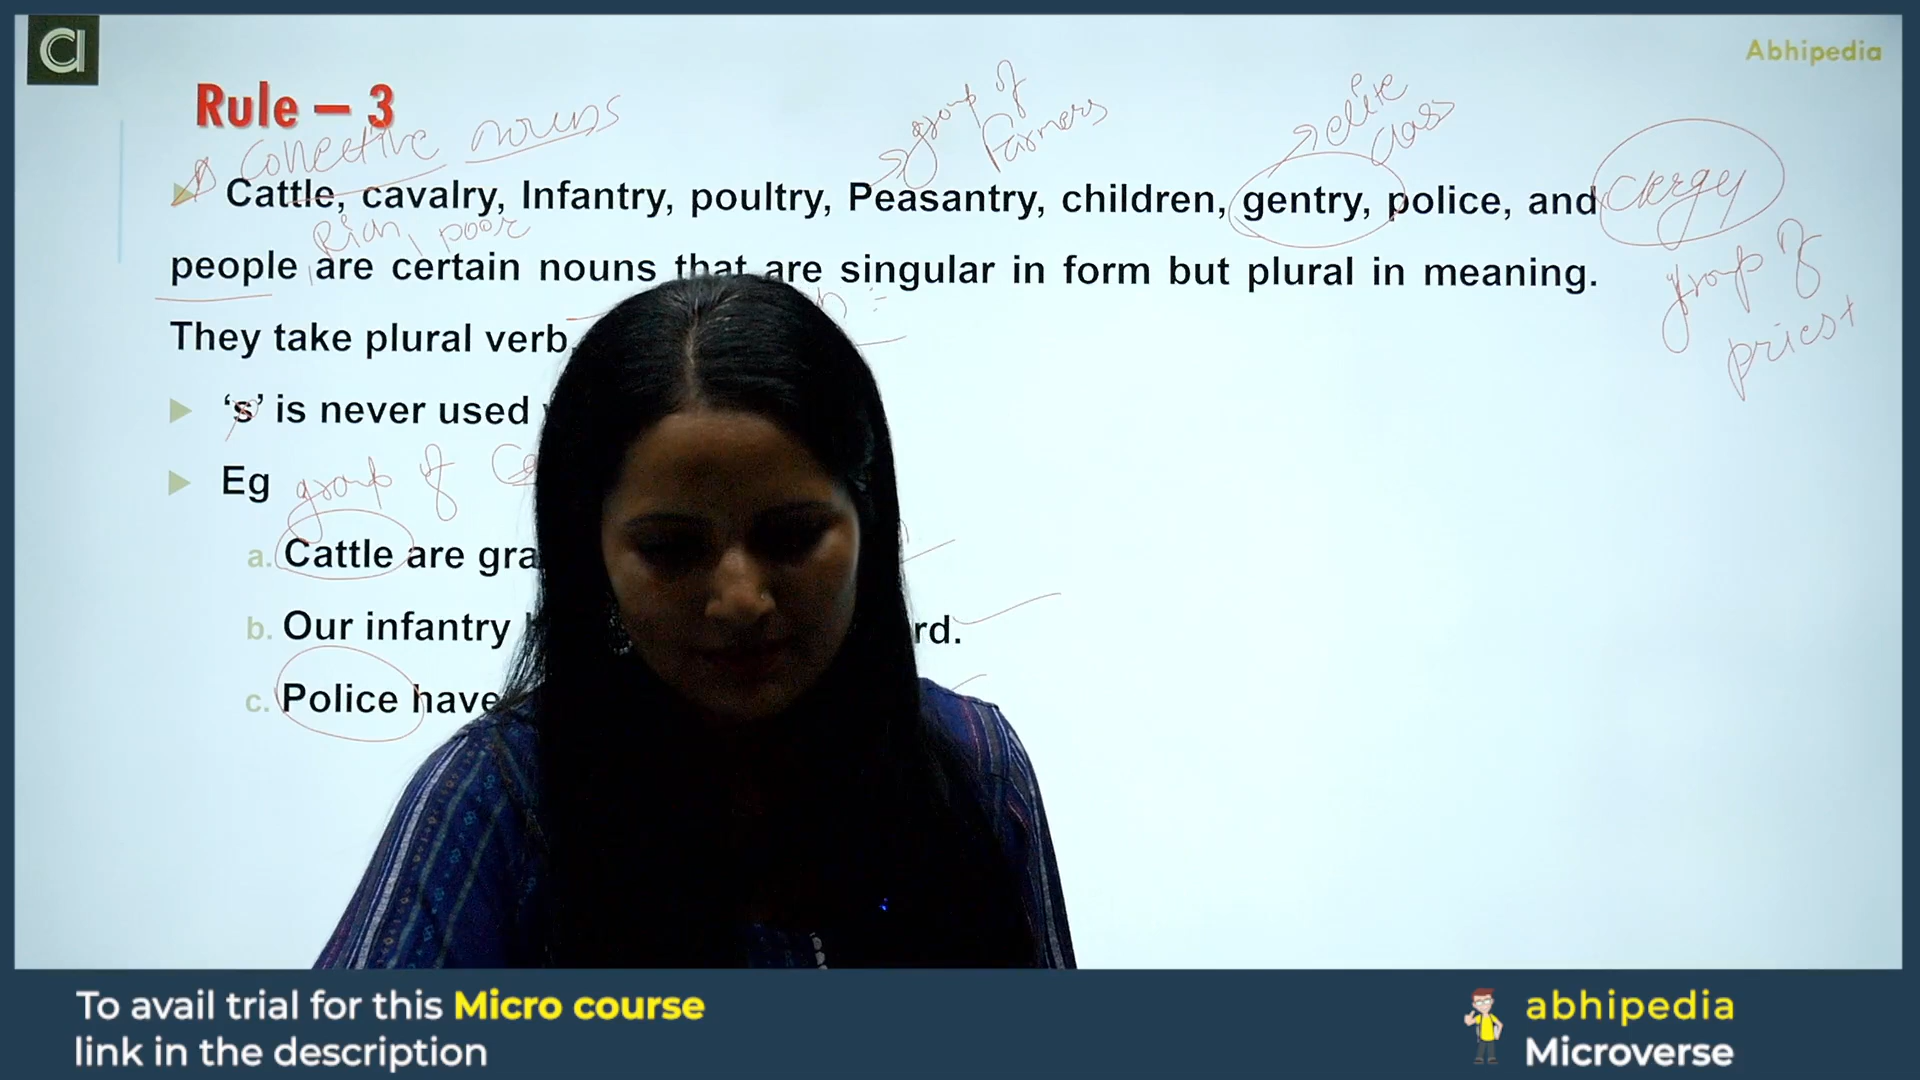 Abhipedia
Rule – 3
Collective nouns
group of
Farmers
elite
class
Cattle, cavalry, Infantry, poultry, Peasantry, children, gentry, police, and
clergy
Rich, poor
people are certain nouns that are singular in form but plural in meaning.
group of
priest
They take plural verb.
‘s’ is never used
Eg
group of
a. Cattle are gra
b. Our infantry rd.
c. Police have
To avail trial for this Micro course
link in the description
abhipedia
Microverse